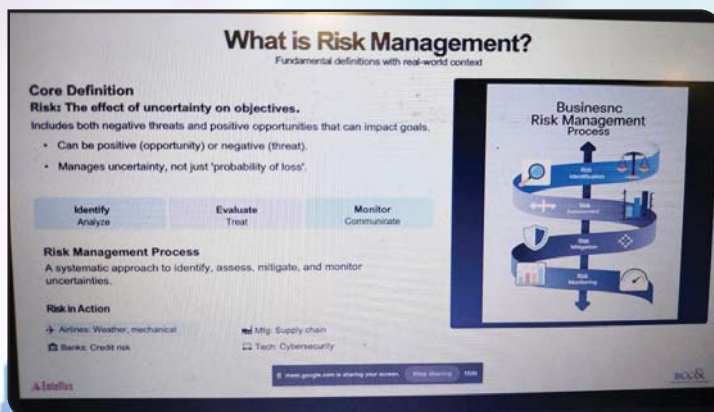 What is Risk Management?
Fundamental definitions with real-world context
Core Definition
Risk: The effect of uncertainty on objectives.
Includes both negative threats and positive opportunities that can impact goals.
• Can be positive (opportunity) or negative (threat).
• Manages uncertainty, not just 'probability of loss'.
Identify
Analyze
Evaluate
Treat
Monitor
Communicate
Risk Management Process
A systematic approach to identify, assess, mitigate, and monitor
uncertainties.
Risk in Action
Airlines: Weather, mechanical
Mfg: Supply chain
Banks: Credit risk
Tech: Cybersecurity
Businesnc
Risk Management
Process
Risk
Identification
Risk
Assessment
Risk
Mitigation
Risk
Monitoring
meet.google.com is sharing your screen.
Stop sharing
Hide
Estellus